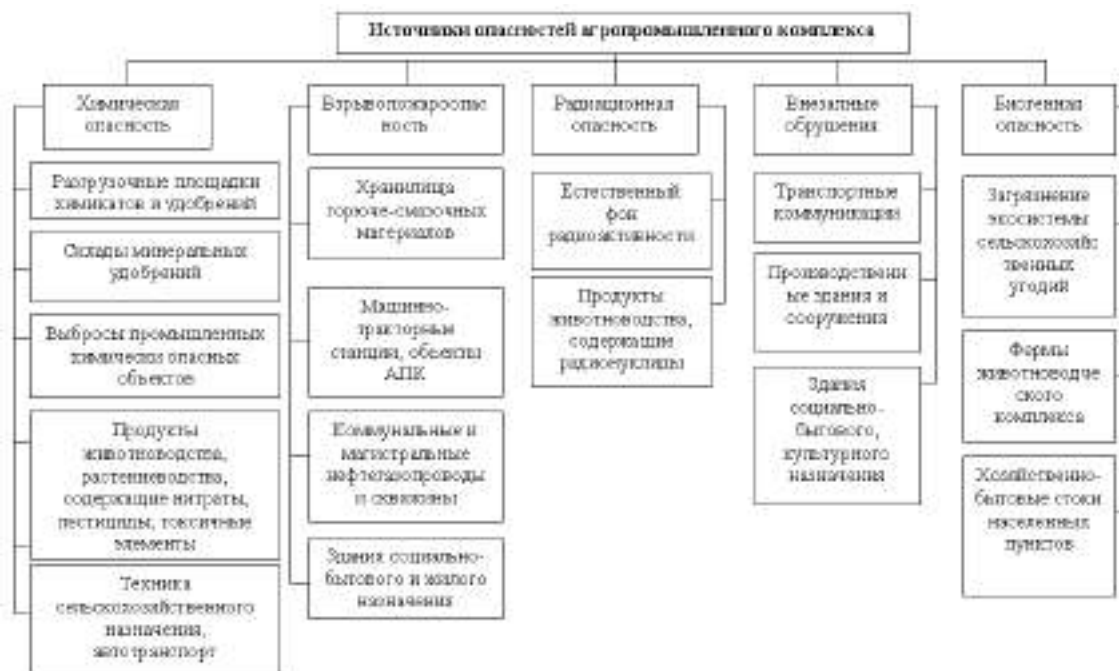 Источники опасностей агропромышленного комплекса
Химическая
опасность
Разгрузочные площадки
химикатов и удобрений
Склады минеральных
удобрений
Выбросы промышленных
химически опасных
объектов
Продукты
животноводства,
растениеводства,
содержащие нитраты,
пестициды, токсичные
элементы
Техника
сельскохозяйственного
назначения,
автотранспорт
Взрывопожароопас
ность
Хранилища
горюче-смазочных
материалов
Машинно-
тракторные
станции, объекты
АПК
Коммунальные и
магистральные
нефтегазопроводы
и скважины
Здания социально-
бытового и жилого
назначения
Радиационная
опасность
Естественный
фон
радиоактивности
Продукты
животноводства,
содержащие
радионуклиды
Внезапные
обрушения
Транспортные
коммуникации
Производственн
ые здания и
сооружения
Здания
социально-
бытового,
культурного
назначения
Биогенная
опасность
Загрязнение
экосистемы
сельскохозяйс
твенных
угодий
Фермы
животноводче
ского
комплекса
Хозяйственно-
бытовые стоки
населенных
пунктов